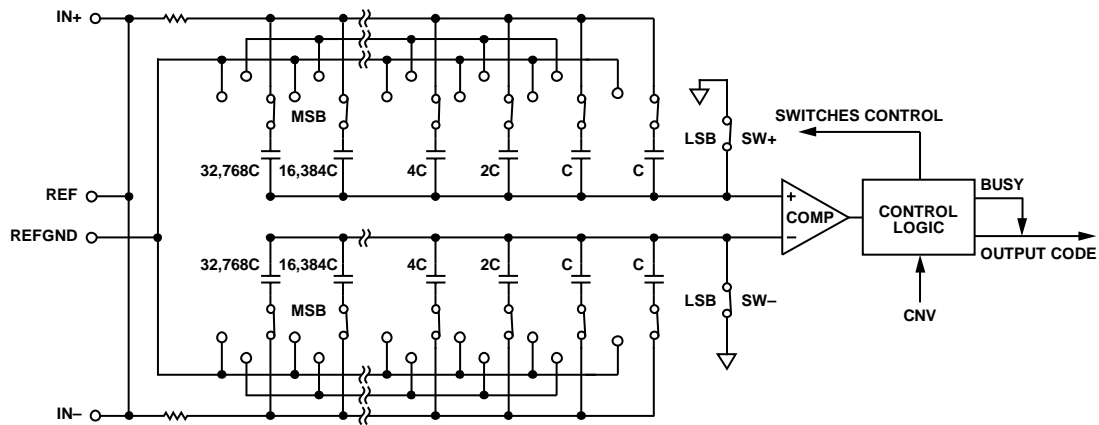 IN+
MSB
32,768C 16,384C 4C 2C C C
LSB SW+
SWITCHES CONTROL
REF
REFGND
+
COMP
−
CONTROL
LOGIC
BUSY
OUTPUT CODE
CNV
32,768C 16,384C 4C 2C C C
MSB
LSB SW−
IN−